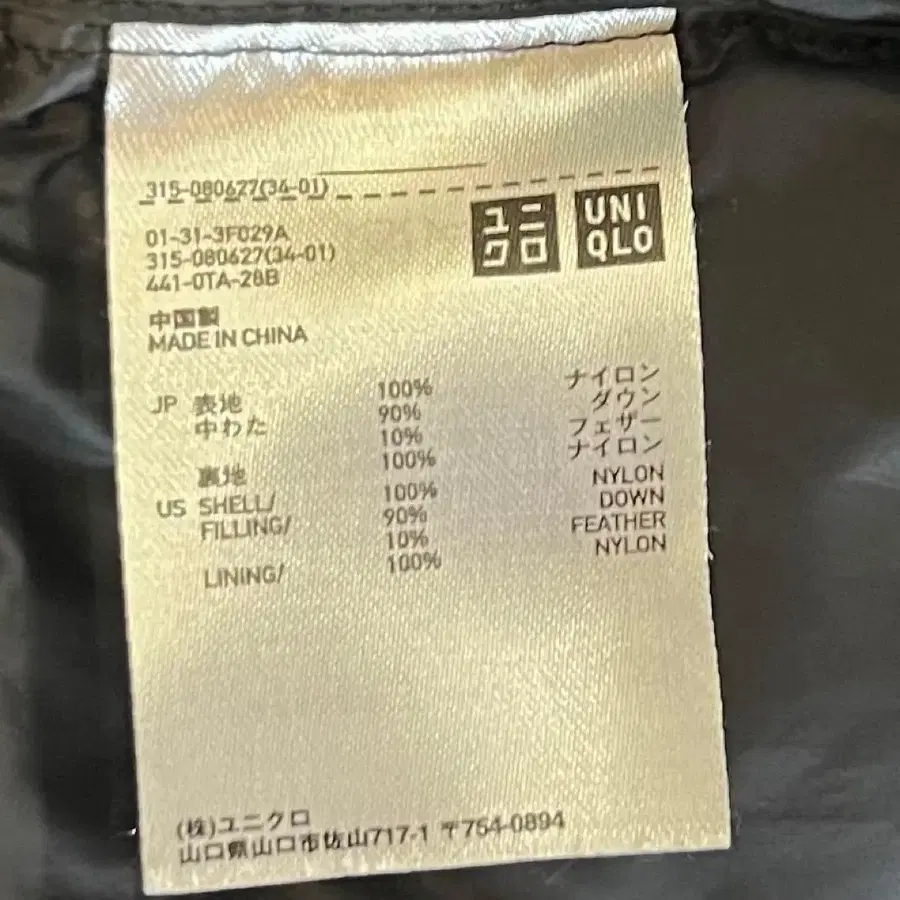 315-080627(34-01)
ユニ
クロ
UNI
QLO
01-31-3F029A
315-080627(34-01)
441-0TA-28B
中国製
MADE IN CHINA
JP 表地 100% ナイロン
中わた 90% ダウン
10% フェザー
裏地 100% ナイロン
US SHELL/ 100% NYLON
FILLING/ 90% DOWN
10% FEATHER
LINING/ 100% NYLON
(株)ユニクロ
山口県山口市佐山717-1 〒754-0894